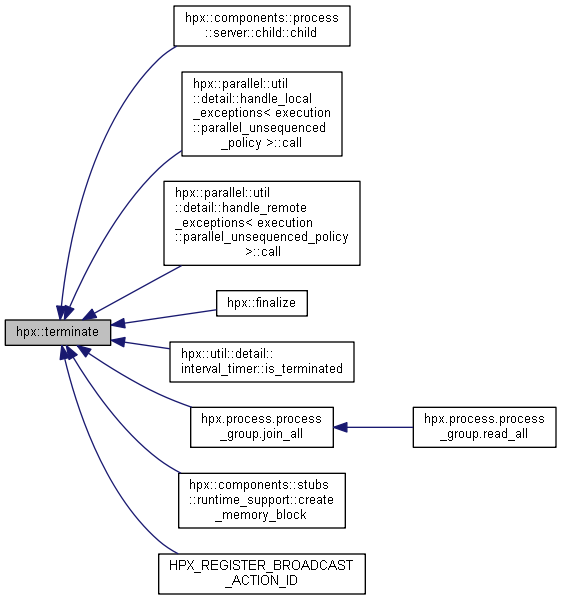 hpx::components::process
::server::child::child
hpx::parallel::util
::detail::handle_local
_exceptions< execution
::parallel_unsequenced
_policy >::call
hpx::parallel::util
::detail::handle_remote
_exceptions< execution
::parallel_unsequenced_policy
>::call
hpx::finalize
hpx::terminate
hpx::util::detail::
interval_timer::is_terminated
hpx.process.process
_group.join_all
hpx.process.process
_group.read_all
hpx::components::stubs
::runtime_support::create
_memory_block
HPX_REGISTER_BROADCAST
_ACTION_ID